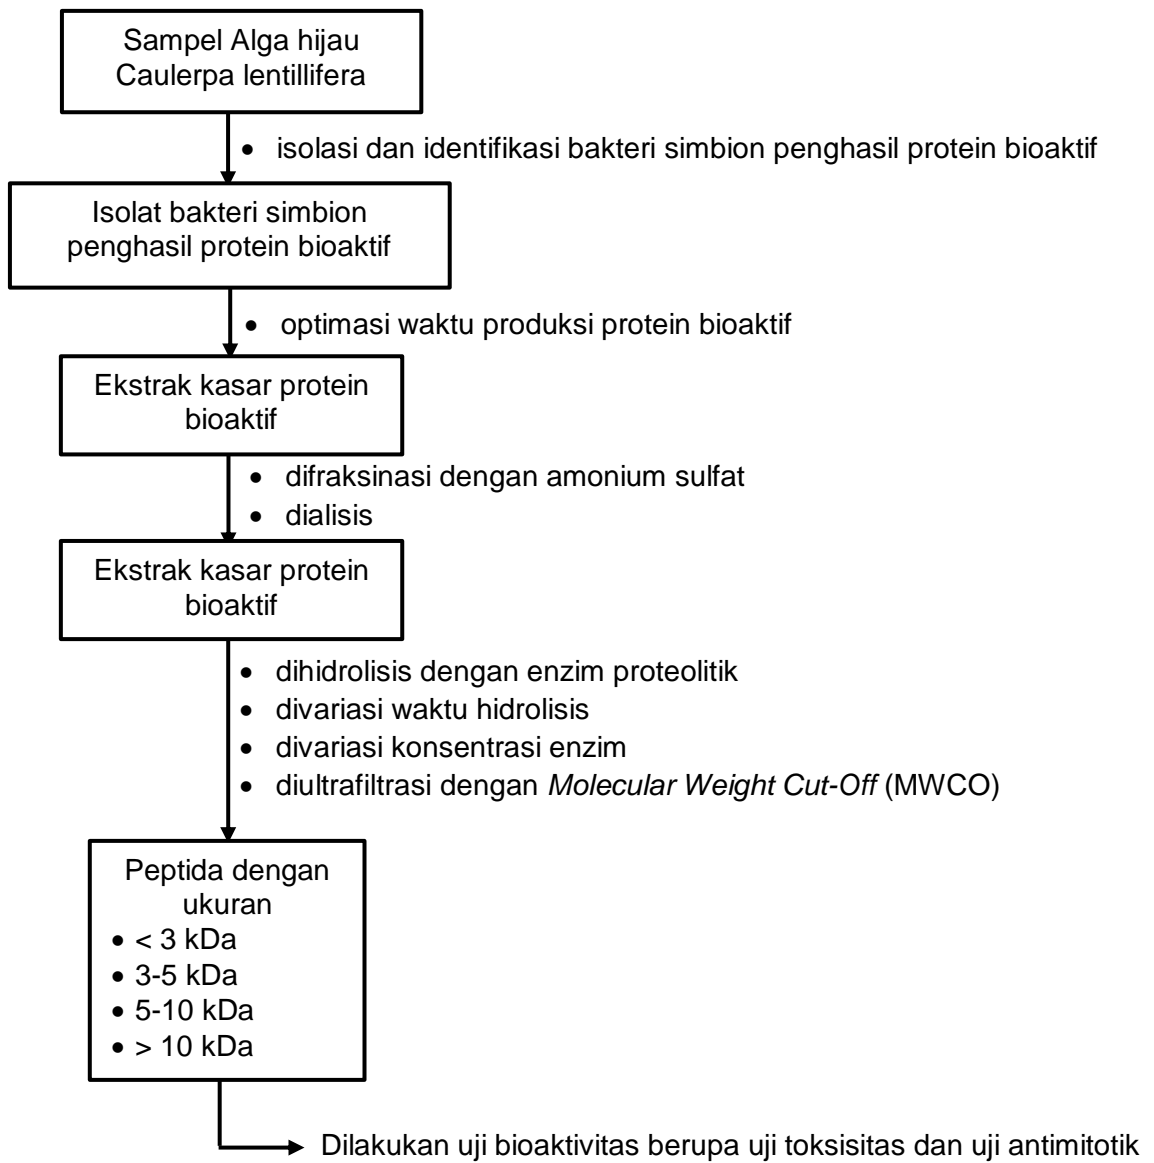 Sampel Alga hijau
Caulerpa lentillifera
• isolasi dan identifikasi bakteri simbion penghasil protein bioaktif
Isolat bakteri simbion
penghasil protein bioaktif
• optimasi waktu produksi protein bioaktif
Ekstrak kasar protein
bioaktif
• difraksinasi dengan amonium sulfat
• dialisis
Ekstrak kasar protein
bioaktif
• dihidrolisis dengan enzim proteolitik
• divariasi waktu hidrolisis
• divariasi konsentrasi enzim
• diultrafiltrasi dengan Molecular Weight Cut-Off (MWCO)
Peptida dengan
ukuran
• < 3 kDa
• 3-5 kDa
• 5-10 kDa
• > 10 kDa
Dilakukan uji bioaktivitas berupa uji toksisitas dan uji antimitotik